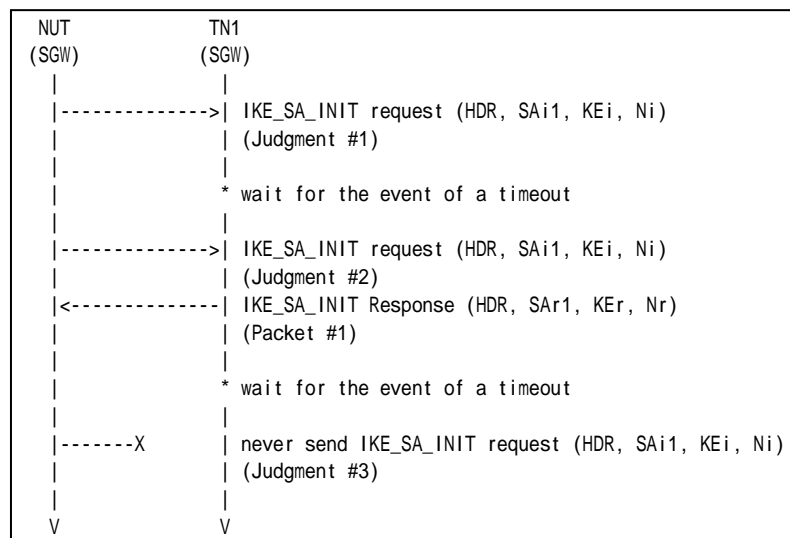 NUT TN1
(SGW) (SGW)
| |
|-------------->| IKE_SA_INIT request (HDR, SAi1, KEi, Ni)
| | (Judgment #1)
| |
| * wait for the event of a timeout
| |
|-------------->| IKE_SA_INIT request (HDR, SAi1, KEi, Ni)
| | (Judgment #2)
|<--------------| IKE_SA_INIT Response (HDR, SAr1, KEr, Nr)
| | (Packet #1)
| |
| * wait for the event of a timeout
| |
|-------X | never send IKE_SA_INIT request (HDR, SAi1, KEi, Ni)
| | (Judgment #3)
| |
V V